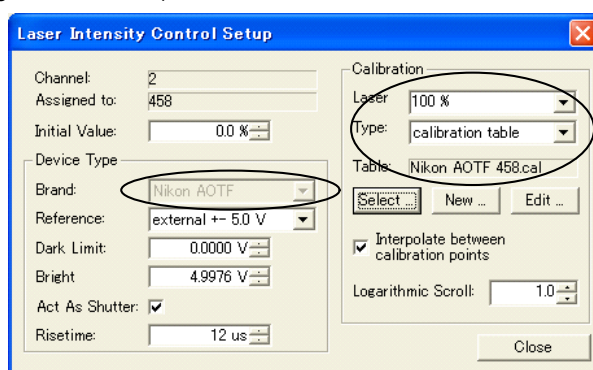 Laser Intensity Control Setup
Channel: 2
Assigned to: 458
Initial Value: 0.0 %
Device Type
Brand: Nikon AOTF
Reference: external +- 5.0 V
Dark Limit: 0.0000 V
Bright 4.9976 V
Act As Shutter:
Risetime: 12 us
Calibration
Laser 100 %
Type: calibration table
Table: Nikon AOTF 458.cal
Select ... New ... Edit ...
Interpolate between
calibration points
Logarithmic Scroll: 1.0
Close